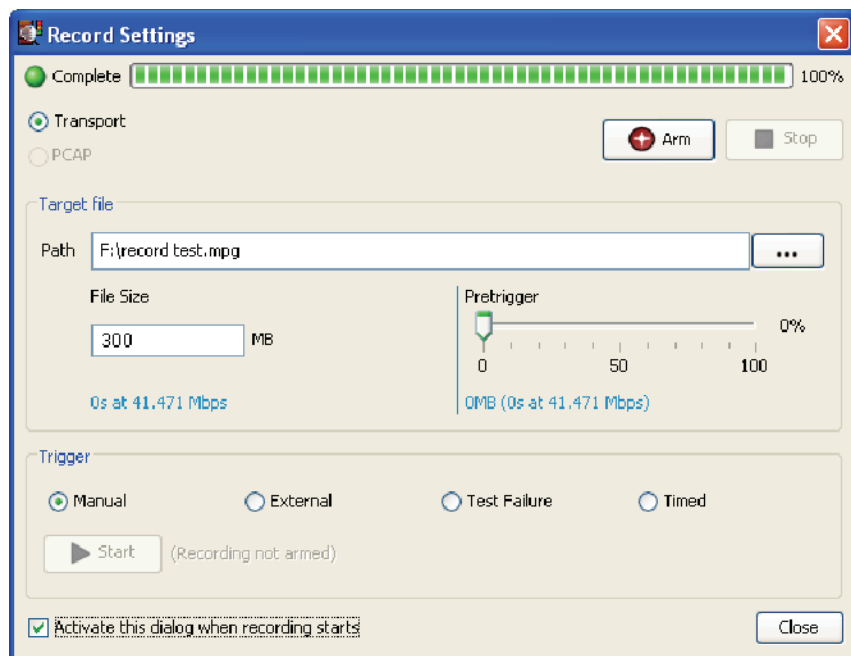 Record Settings
Complete 100%
Transport
PCAP
Arm
Stop
Target file
Path F:\record test.mpg ...
File Size
300 MB
0s at 41.471 Mbps
Pretrigger
0%
0 50 100
0MB (0s at 41.471 Mbps)
Trigger
Manual External Test Failure Timed
Start (Recording not armed)
Activate this dialog when recording starts
Close